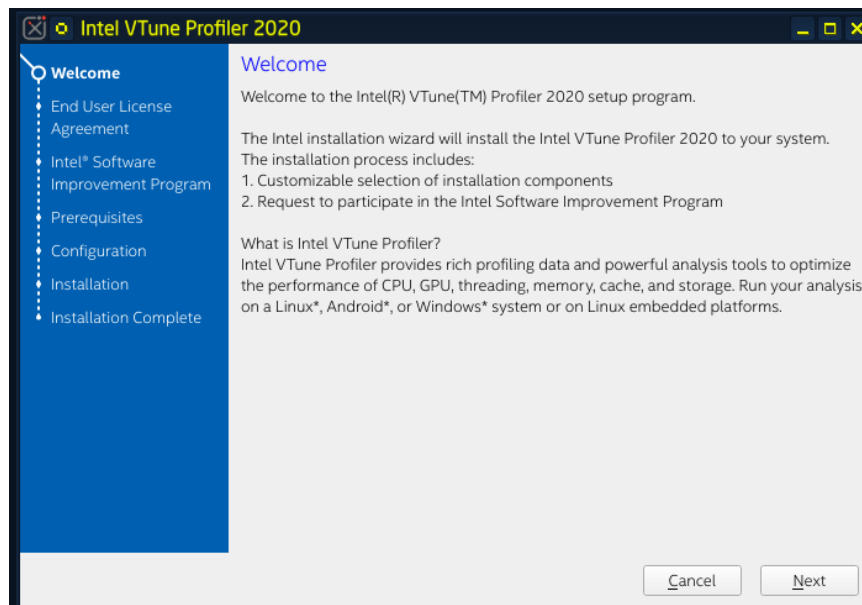 Intel VTune Profiler 2020
Welcome
End User License
Agreement
Intel® Software
Improvement Program
Prerequisites
Configuration
Installation
Installation Complete
Welcome
Welcome to the Intel(R) VTune(TM) Profiler 2020 setup program.
The Intel installation wizard will install the Intel VTune Profiler 2020 to your system.
The installation process includes:
1. Customizable selection of installation components
2. Request to participate in the Intel Software Improvement Program
What is Intel VTune Profiler?
Intel VTune Profiler provides rich profiling data and powerful analysis tools to optimize
the performance of CPU, GPU, threading, memory, cache, and storage. Run your analysis
on a Linux*, Android*, or Windows* system or on Linux embedded platforms.
Cancel
Next